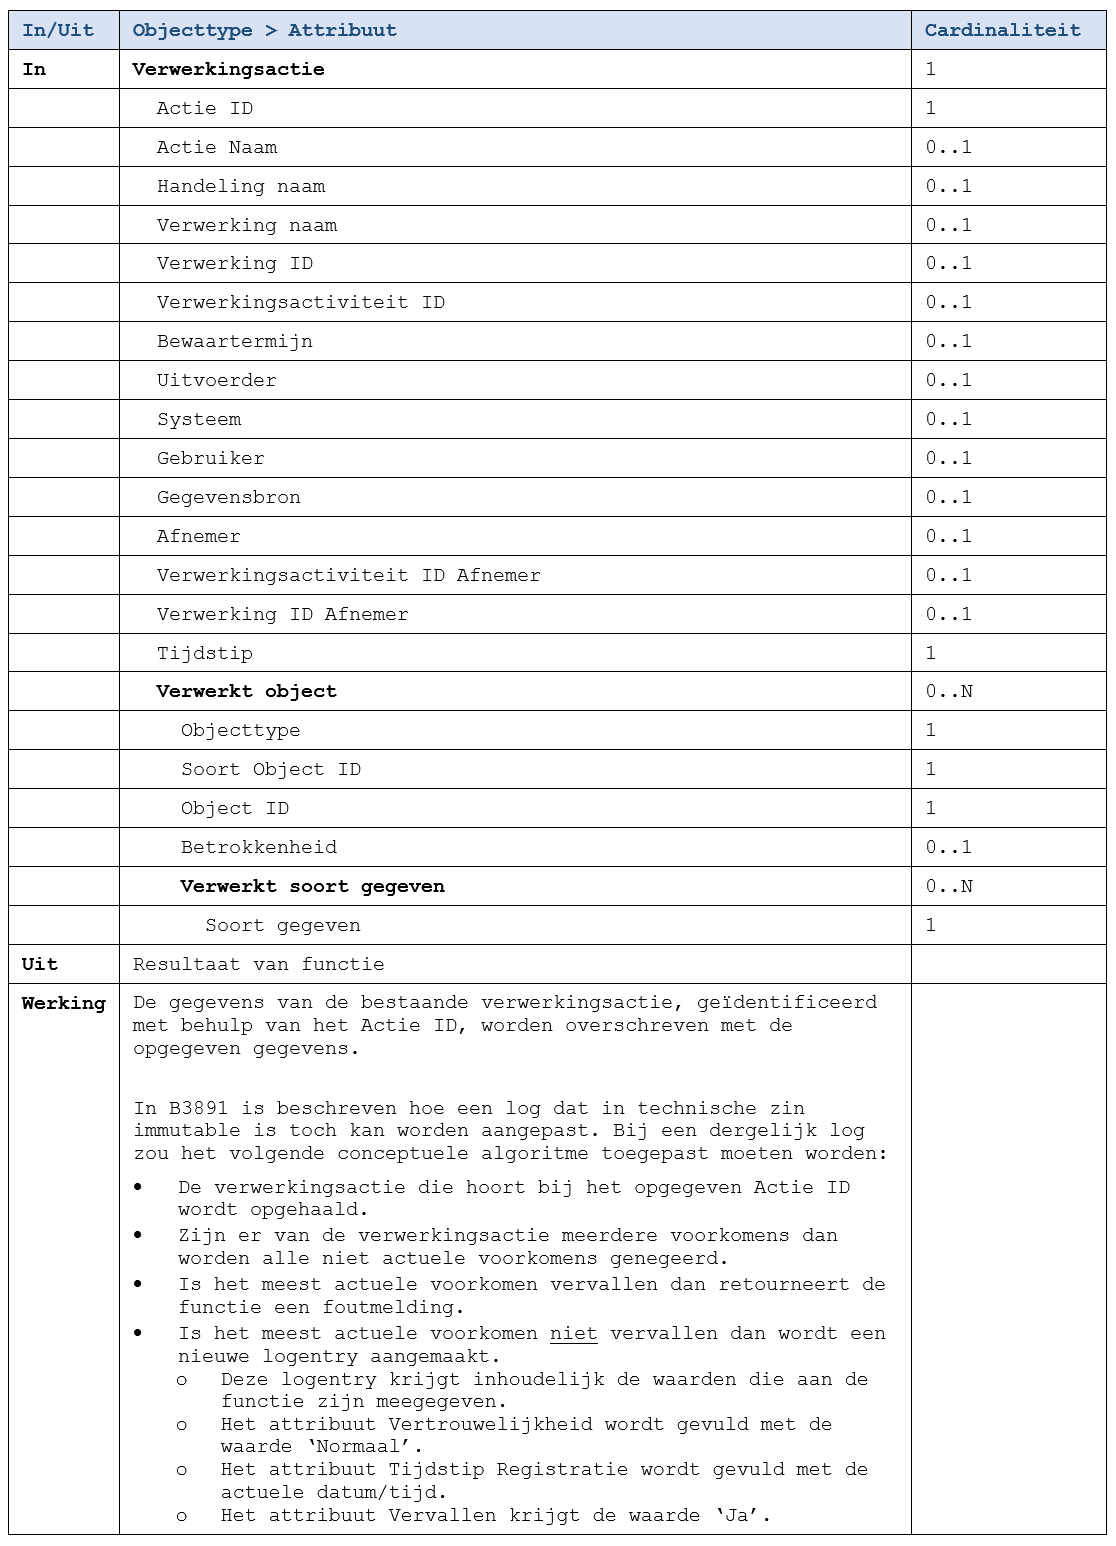 In/Uit Objecttype > Attribuut Cardinaliteit
In Verwerkingsactie 1
Actie ID 1
Actie Naam 0..1
Handeling naam 0..1
Verwerking naam 0..1
Verwerking ID 0..1
Verwerkingsactiviteit ID 0..1
Bewaartermijn 0..1
Uitvoerder 0..1
Systeem 0..1
Gebruiker 0..1
Gegevensbron 0..1
Afnemer 0..1
Verwerkingsactiviteit ID Afnemer 0..1
Verwerking ID Afnemer 0..1
Tijdstip 1
Verwerkt object 0..N
Objecttype 1
Soort Object ID 1
Object ID 1
Betrokkenheid 0..1
Verwerkt soort gegeven 0..N
Soort gegeven 1
Uit Resultaat van functie
Werking De gegevens van de bestaande verwerkingsactie, geïdentificeerd
met behulp van het Actie ID, worden overschreven met de
opgegeven gegevens.
In B3891 is beschreven hoe een log dat in technische zin
immutable is toch kan worden aangepast. Bij een dergelijk log
zou het volgende conceptuele algoritme toegepast moeten worden:
• De verwerkingsactie die hoort bij het opgegeven Actie ID
wordt opgehaald.
• Zijn er van de verwerkingsactie meerdere voorkomens dan
worden alle niet actuele voorkomens genegeerd.
• Is het meest actuele voorkomen vervallen dan retourneert de
functie een foutmelding.
• Is het meest actuele voorkomen niet vervallen dan wordt een
nieuwe logentry aangemaakt.
o Deze logentry krijgt inhoudelijk de waarden die aan de
functie zijn meegegeven.
o Het attribuut Vertrouwelijkheid wordt gevuld met de
waarde ‘Normaal’.
o Het attribuut Tijdstip Registratie wordt gevuld met de
actuele datum/tijd.
o Het attribuut Vervallen krijgt de waarde ‘Ja’.